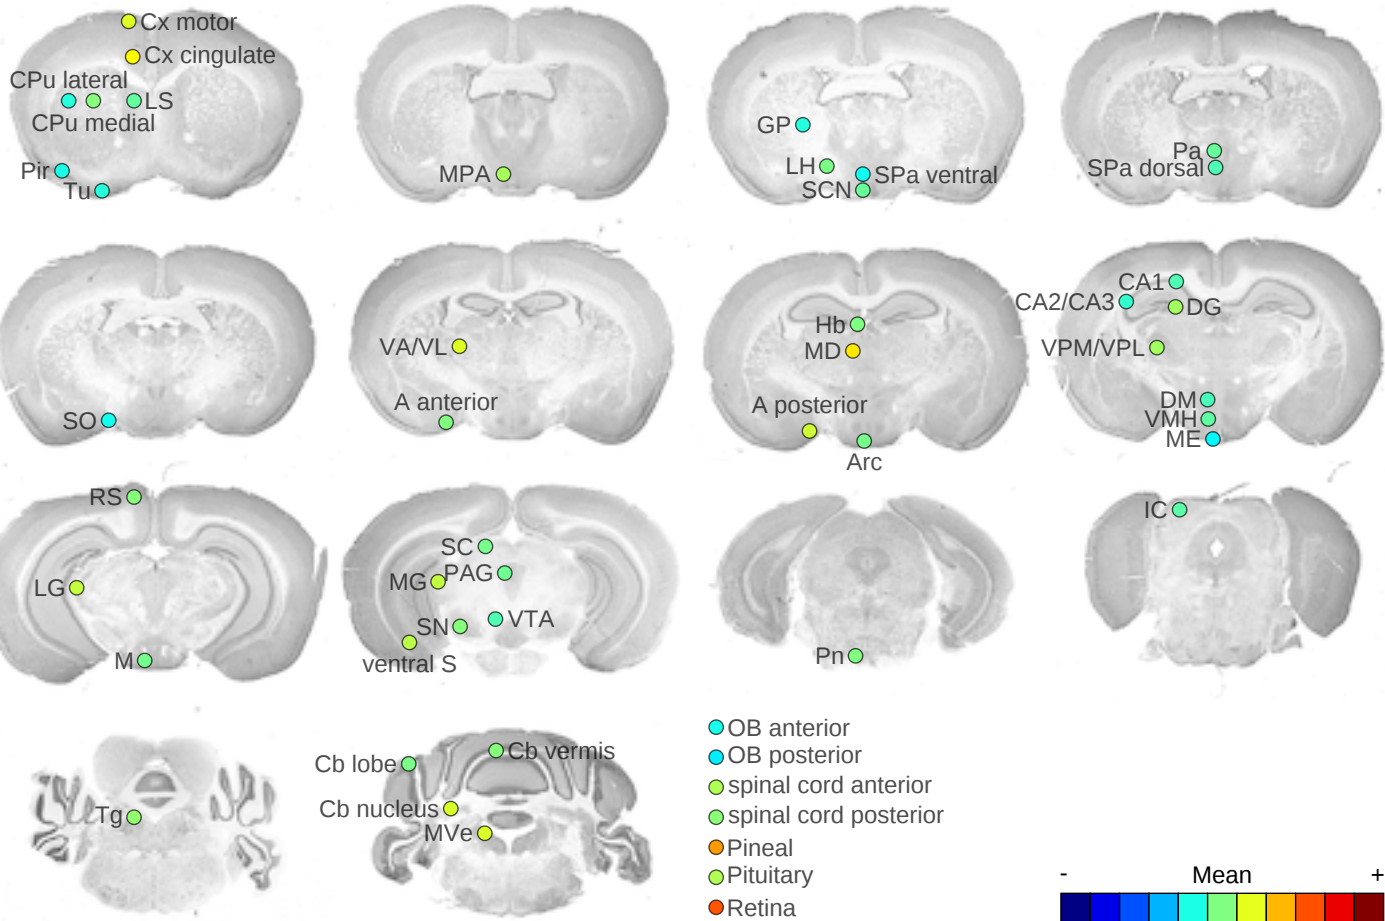 Cx motor
Cx cingulate
CPu lateral
LS
CPu medial
Pir
Tu
MPA
GP
LH
SPa ventral
SCN
Pa
SPa dorsal
SO
VA/VL
A anterior
Hb
MD
A posterior
Arc
CA1
CA2/CA3
DG
VPM/VPL
DM
VMH
ME
RS
LG
M
SC
PAG
MG
VTA
SN
ventral S
Pn
IC
Tg
Cb vermis
Cb lobe
Cb nucleus
MVe
OB anterior
OB posterior
spinal cord anterior
spinal cord posterior
Pineal
Pituitary
Retina
- Mean +